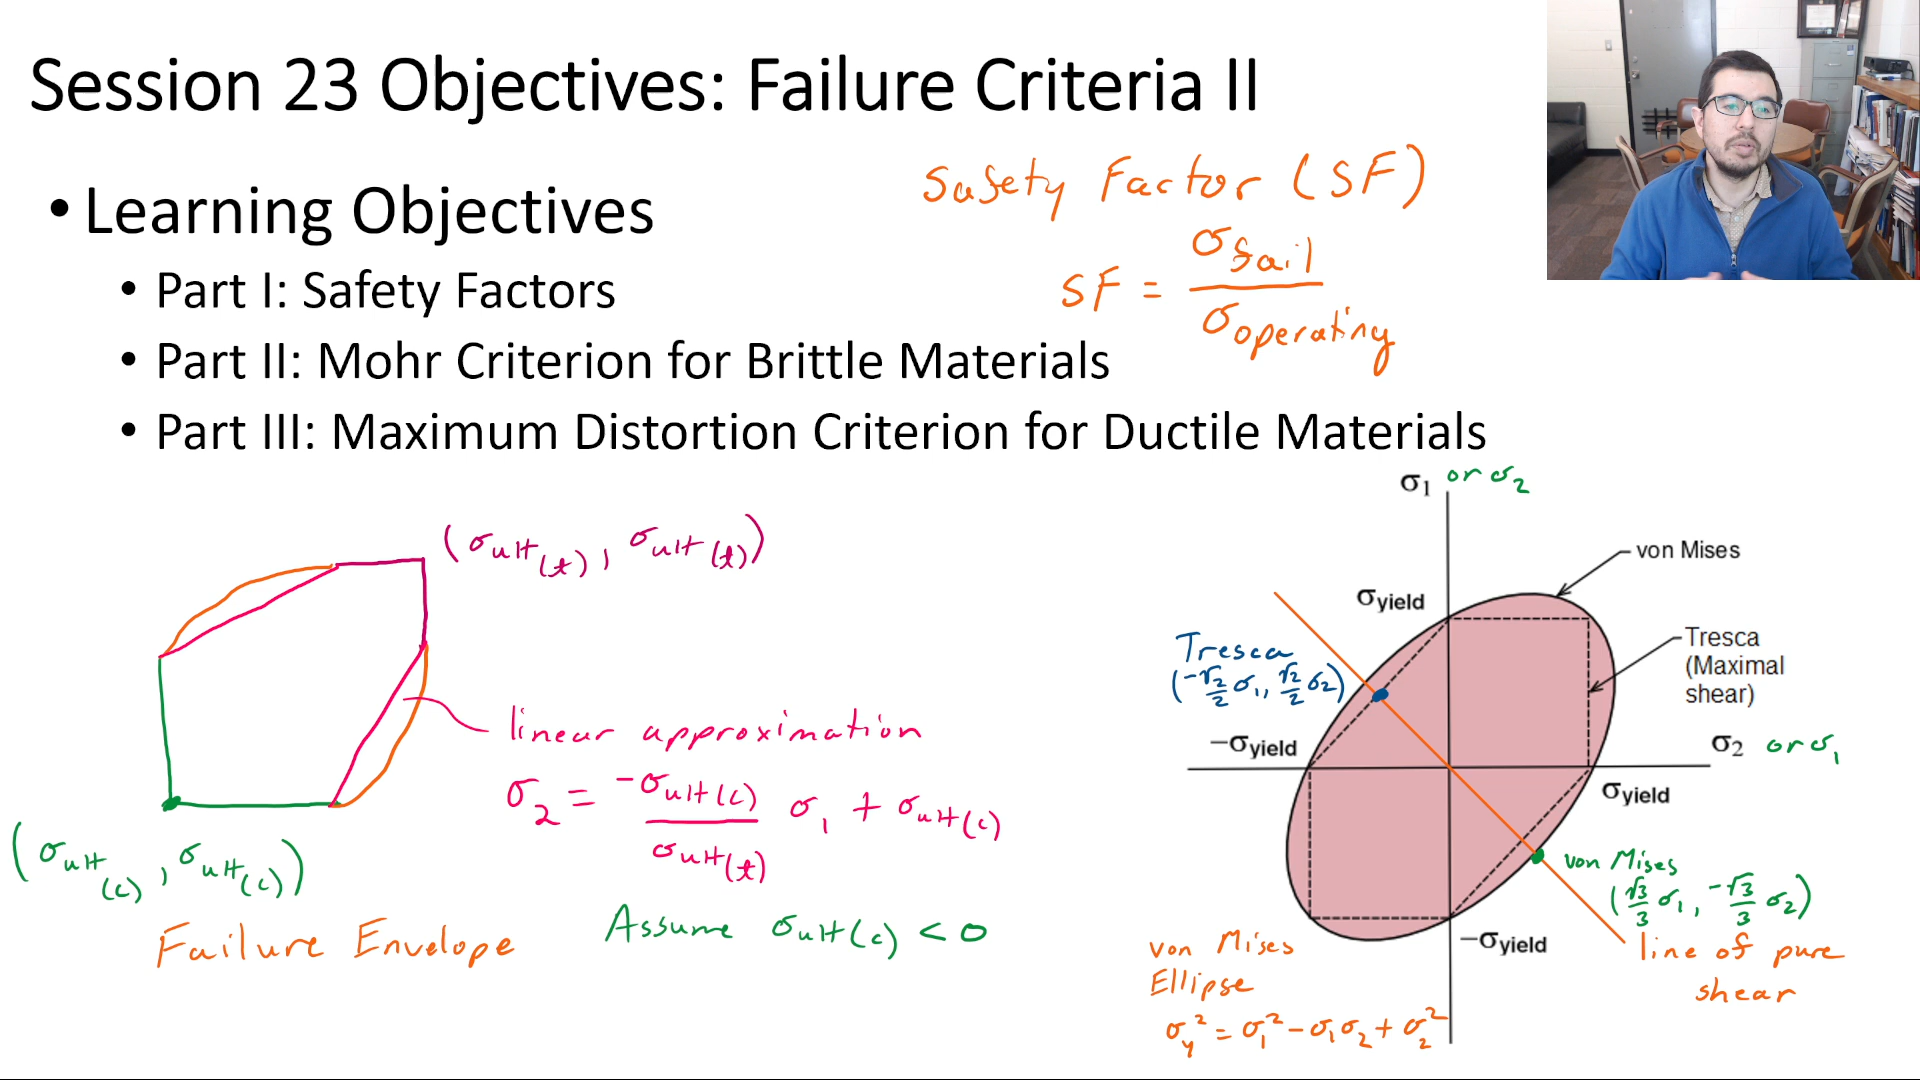 Session 23 Objectives: Failure Criteria II
• Learning Objectives
• Part I: Safety Factors
• Part II: Mohr Criterion for Brittle Materials
• Part III: Maximum Distortion Criterion for Ductile Materials
Safety Factor (SF)
SF = σfail / σoperating
(σult(t), σult(t))
linear approximation
σ2 = -σult(c) / σult(t) σ1 + σult(c)
(σult(c), σult(c))
Failure Envelope
Assume σult(c) < 0
σ1 or σ2
von Mises
σyield
Tresca
(-√2/2 σ1, √2/2 σ2)
Tresca
(Maximal
shear)
-σyield
σ2 or σ1
σyield
von Mises
(√3/3 σ1, -√3/3 σ2)
-σyield
line of pure
shear
von Mises
Ellipse
σy² = σ1² - σ1σ2 + σ2²